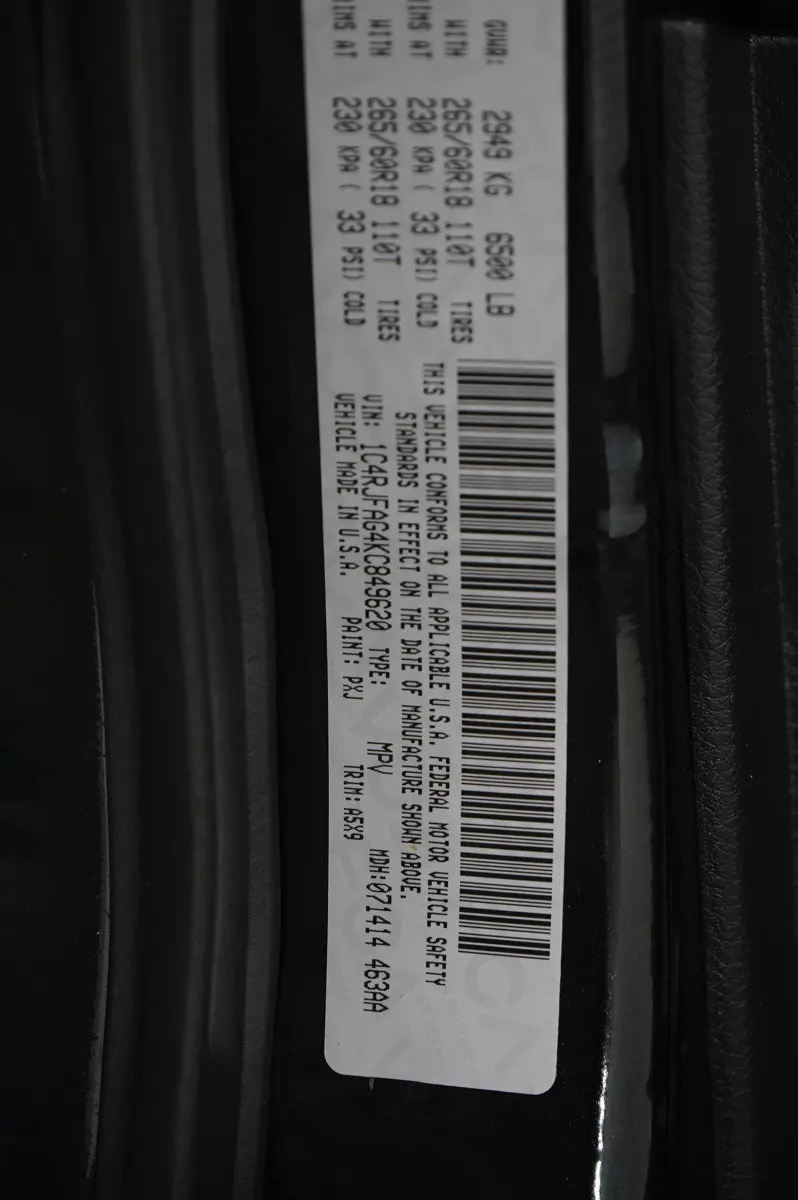 GVWR: 2949 KG 6500 LB
WITH 265/60R18 110T TIRES
RIMS AT 230 KPA ( 33 PSI) COLD
WITH 265/60R18 110T TIRES
RIMS AT 230 KPA ( 33 PSI) COLD
THIS VEHICLE CONFORMS TO ALL APPLICABLE U.S.A. FEDERAL MOTOR VEHICLE SAFETY
STANDARDS IN EFFECT ON THE DATE OF MANUFACTURE SHOWN ABOVE.
VIN: 1C4RJFAG4KC849620 TYPE: MPV MDH:071414 463AA
VEHICLE MADE IN U.S.A. PAINT: PXJ TRIM: A5X9